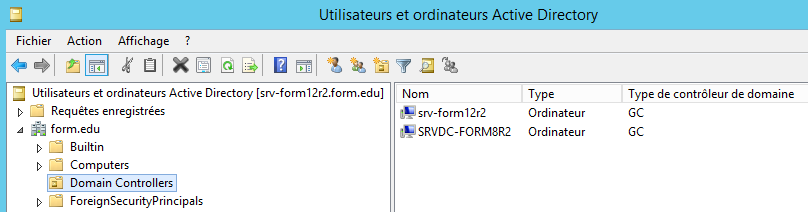 Utilisateurs et ordinateurs Active Directory
Fichier Action Affichage ?
Utilisateurs et ordinateurs Active Directory [srv-form12r2.form.edu]
Requêtes enregistrées
form.edu
Builtin
Computers
Domain Controllers
ForeignSecurityPrincipals
Nom Type Type de contrôleur de domaine
srv-form12r2 Ordinateur GC
SRVDC-FORM8R2 Ordinateur GC